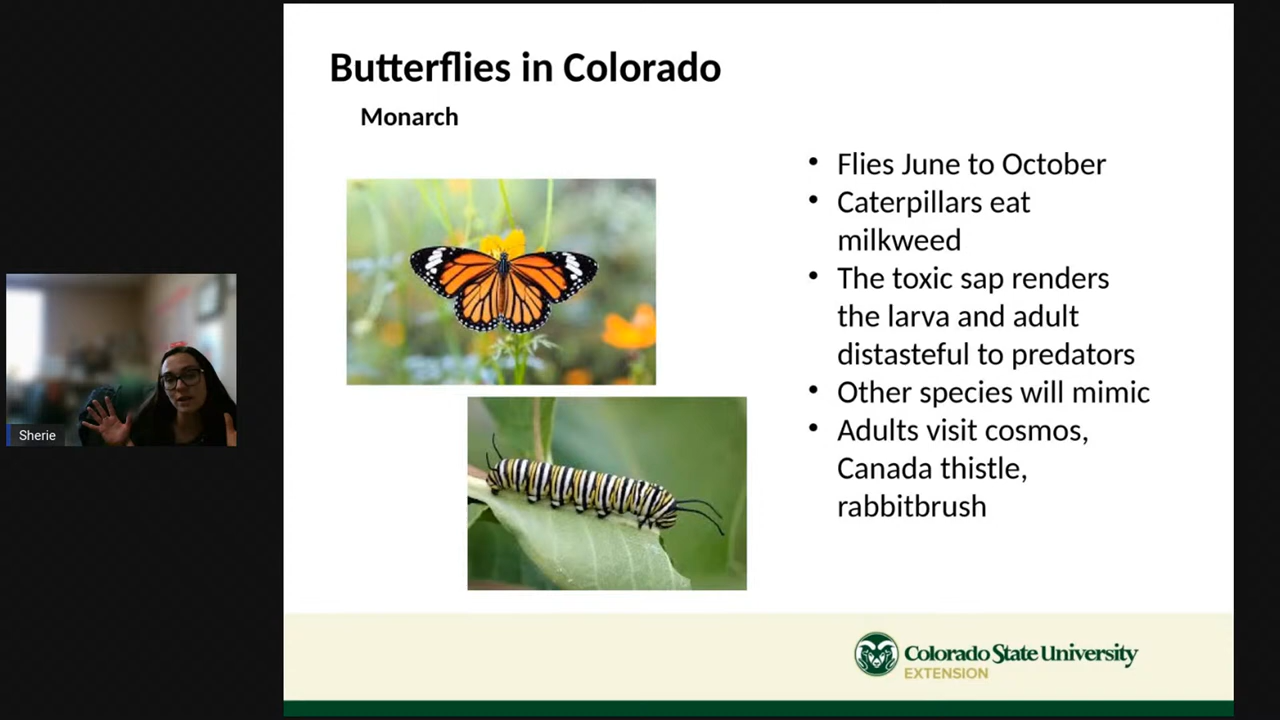 Butterflies in Colorado
Monarch
• Flies June to October
• Caterpillars eat
milkweed
• The toxic sap renders
the larva and adult
distasteful to predators
• Other species will mimic
• Adults visit cosmos,
Canada thistle,
rabbitbrush
Sherie
Colorado State University
EXTENSION